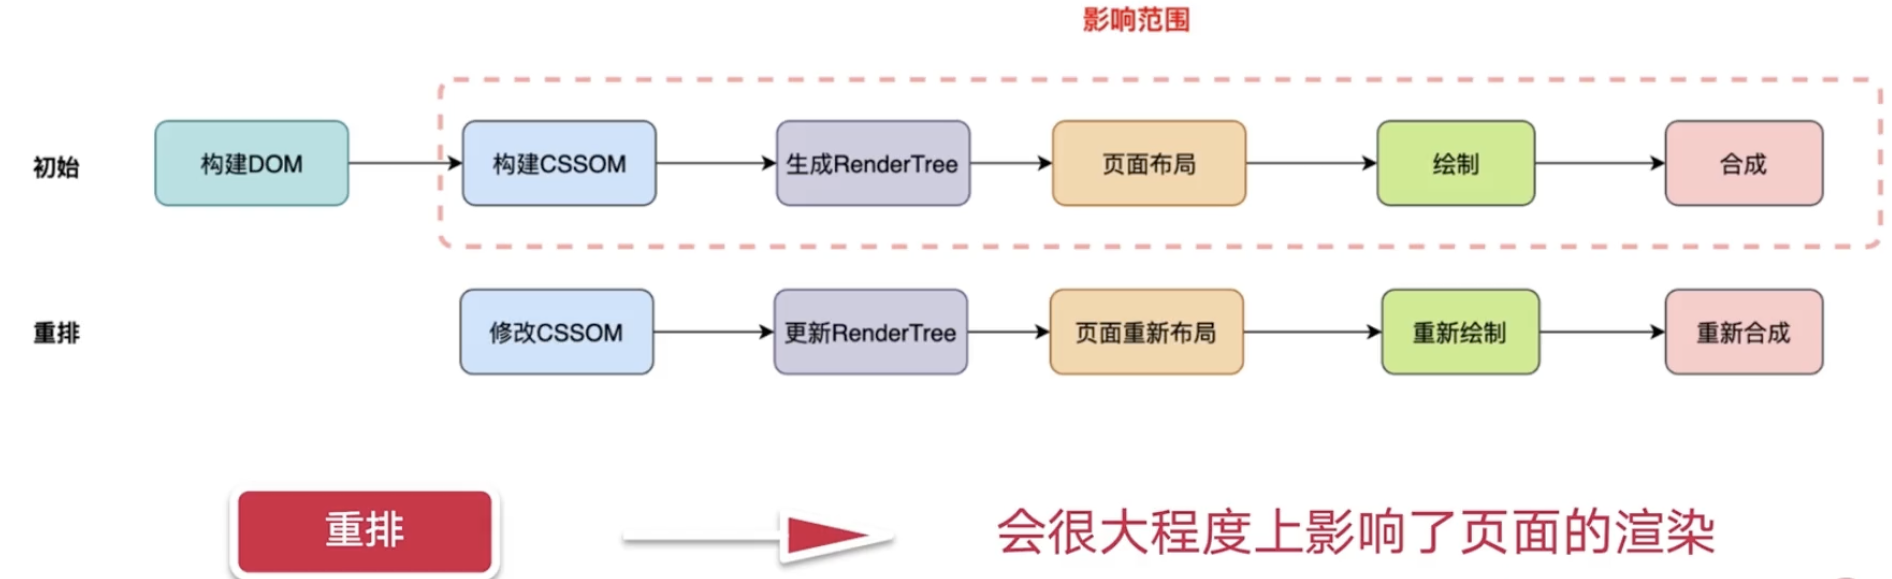 影响范围
初始
构建DOM
构建CSSOM
生成RenderTree
页面布局
绘制
合成
重排
修改CSSOM
更新RenderTree
页面重新布局
重新绘制
重新合成
重排
会很大程度上影响了页面的渲染